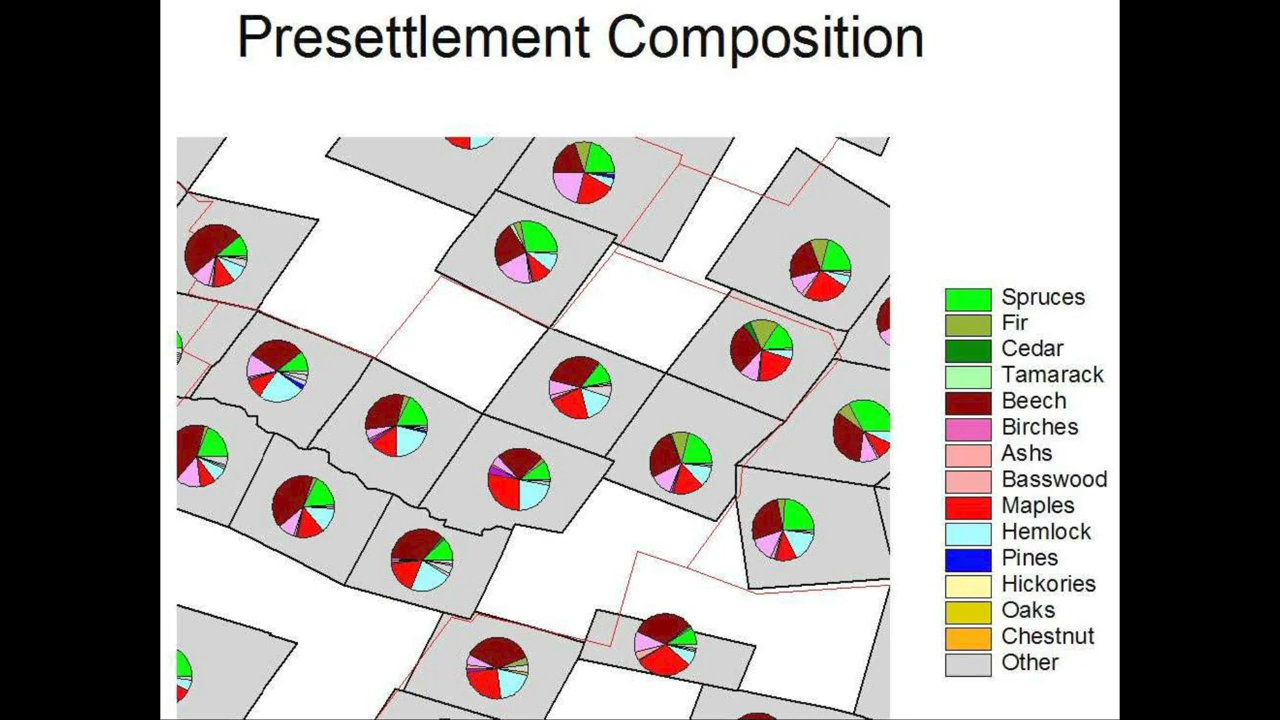 Presettlement Composition
Spruces
Fir
Cedar
Tamarack
Beech
Birches
Ashs
Basswood
Maples
Hemlock
Pines
Hickories
Oaks
Chestnut
Other